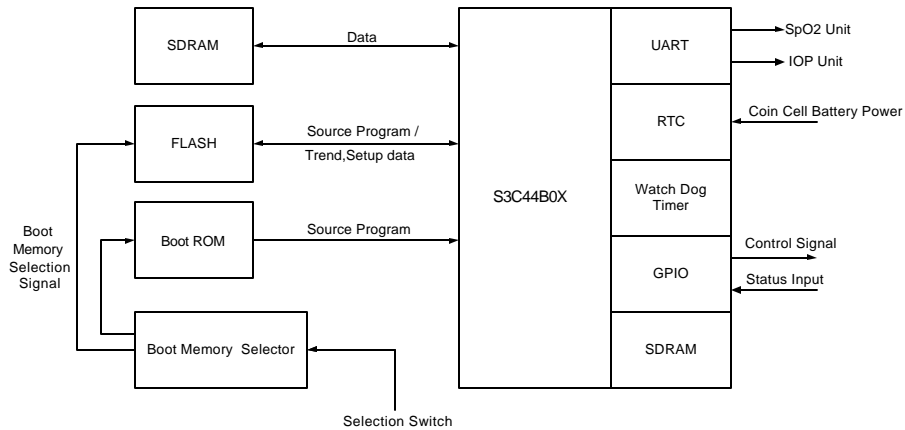 SDRAM
Data
UART
SpO2 Unit
IOP Unit
FLASH
Source Program /
Trend,Setup data
RTC
Coin Cell Battery Power
S3C44B0X
Watch Dog
Timer
Boot
Memory
Selection
Signal
Boot ROM
Source Program
GPIO
Control Signal
Status Input
Boot Memory Selector
SDRAM
Selection Switch